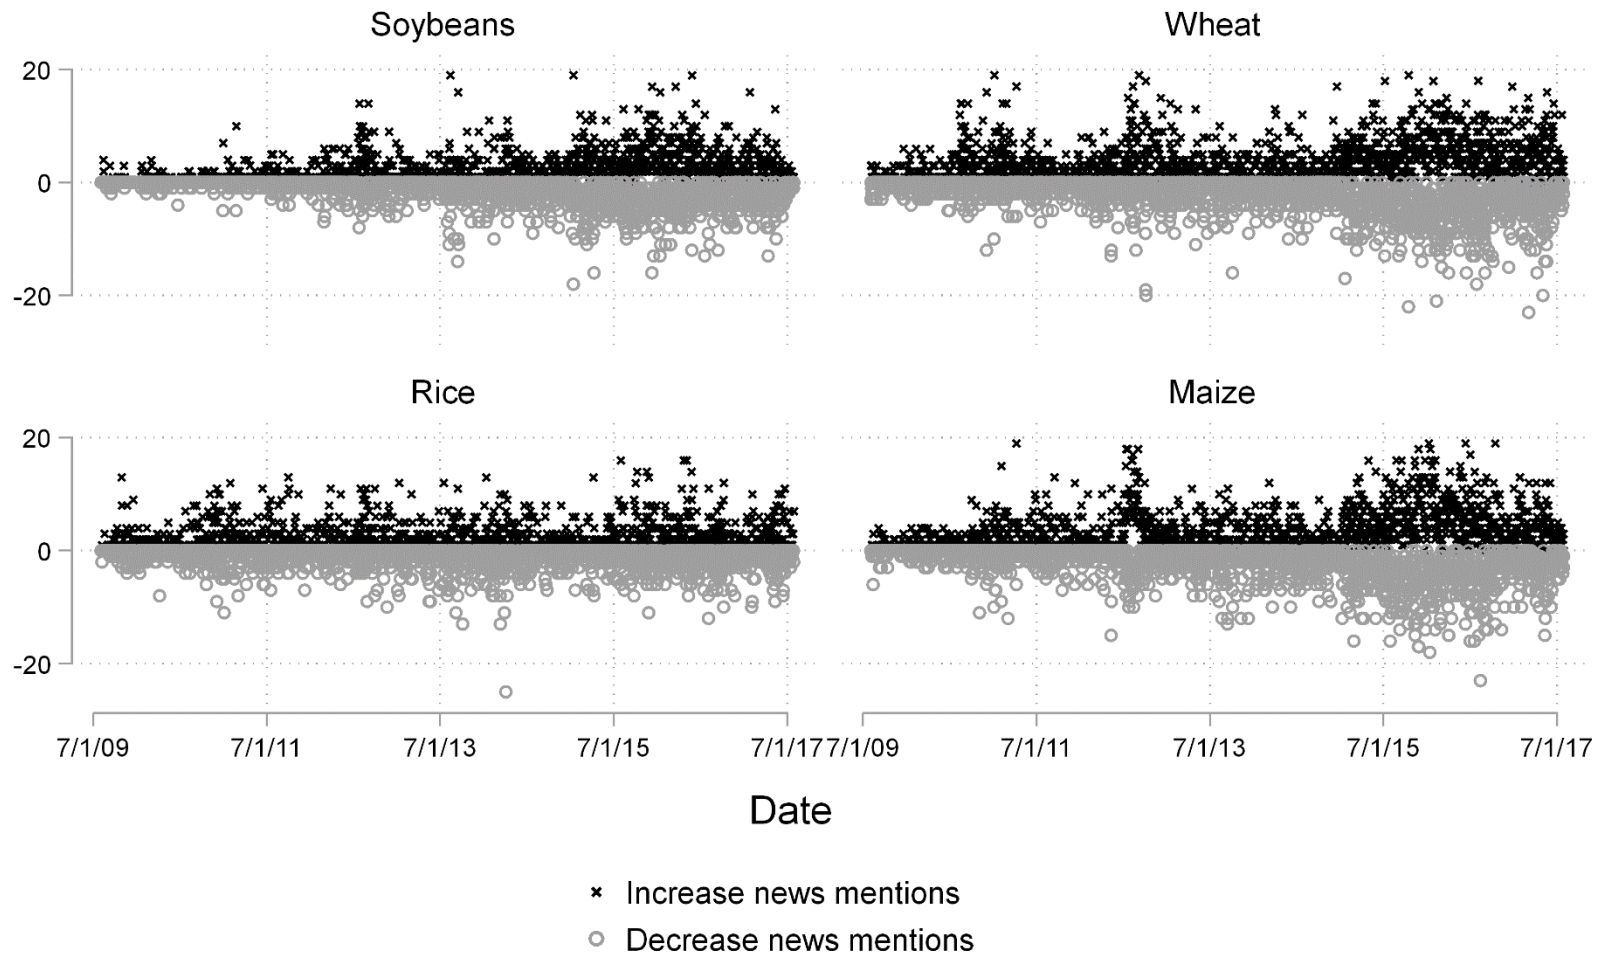 Soybeans
Wheat
20
0
-20
Rice
Maize
20
0
-20
7/1/09 7/1/11 7/1/13 7/1/15 7/1/17 7/1/09 7/1/11 7/1/13 7/1/15 7/1/17
Date
Increase news mentions
Decrease news mentions